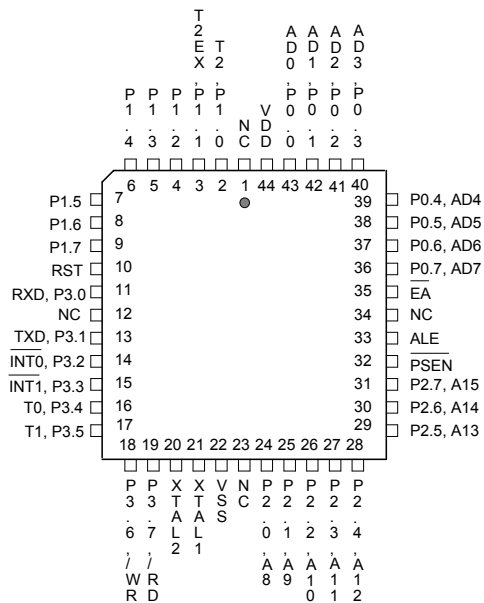 P1.4
P1.3
P1.2
T2EX,P1.1
T2,P1.0
NC
VDD
AD0,P0.0
AD1,P0.1
AD2,P0.2
AD3,P0.3
6 5 4 3 2 1 44 43 42 41 40
P1.5 7
P1.6 8
P1.7 9
RST 10
RXD, P3.0 11
NC 12
TXD, P3.1 13
INT0, P3.2 14
INT1, P3.3 15
T0, P3.4 16
T1, P3.5 17
39 P0.4, AD4
38 P0.5, AD5
37 P0.6, AD6
36 P0.7, AD7
35 EA
34 NC
33 ALE
32 PSEN
31 P2.7, A15
30 P2.6, A14
29 P2.5, A13
18 19 20 21 22 23 24 25 26 27 28
P3.6,/WR
P3.7,/RD
XTAL2
XTAL1
VSS
NC
P2.0,A8
P2.1,A9
P2.2,A10
P2.3,A11
P2.4,A12